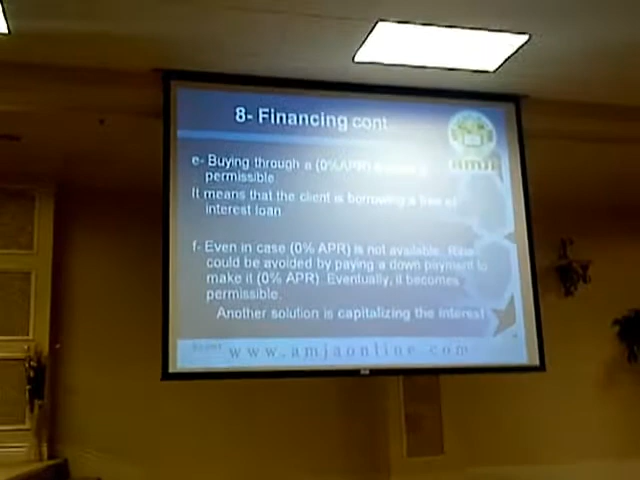 8- Financing cont
e- Buying through a (0%APR)
permissible
It means that the client is borrowing a free of
interest loan
f- Even in case (0% APR) is not available. Riba
could be avoided by paying a down payment to
make it (0% APR). Eventually, it becomes
permissible.
Another solution is capitalizing the interest
www.amjaonline.com